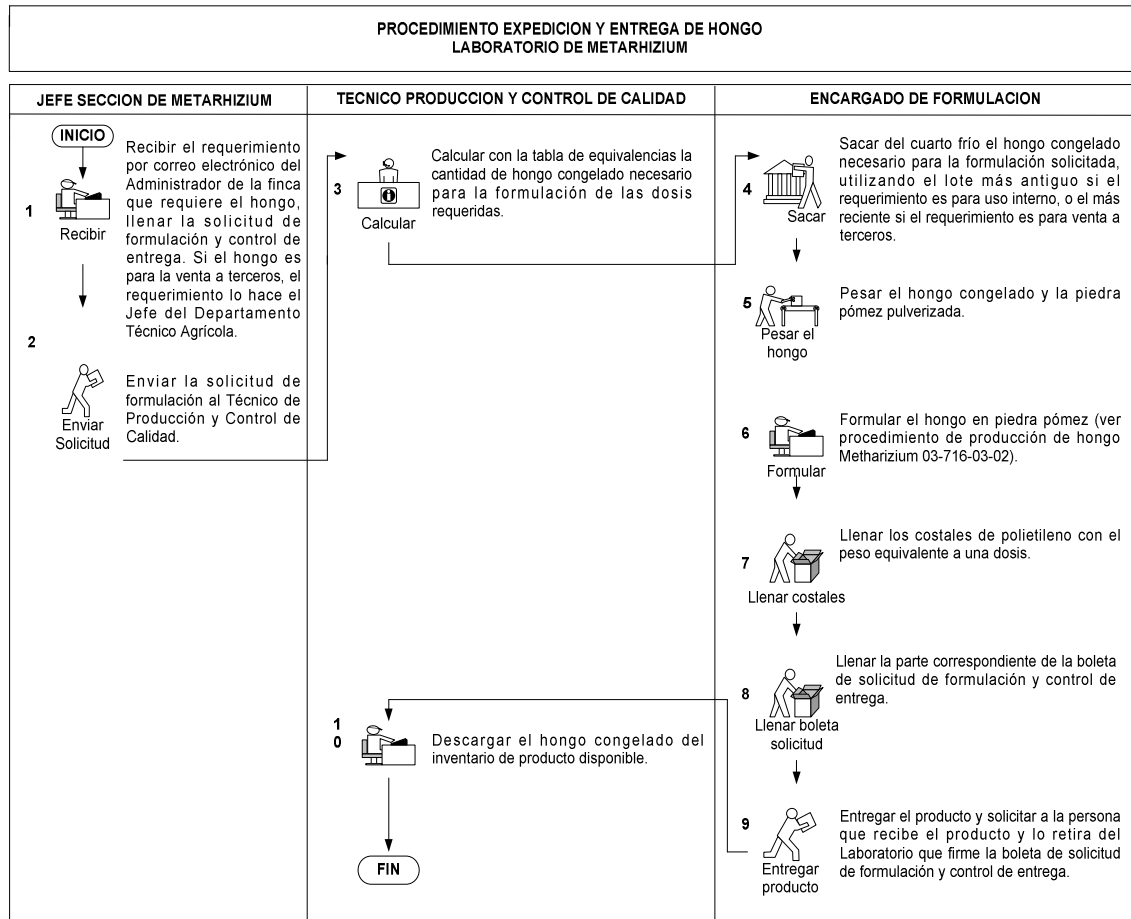 PROCEDIMIENTO EXPEDICION Y ENTREGA DE HONGO
LABORATORIO DE METARHIZIUM
JEFE SECCION DE METARHIZIUM
INICIO
Recibir el requerimiento
por correo electrónico del
Administrador de la finca
que requiere el hongo,
llenar la solicitud de
formulación y control de
entrega. Si el hongo es
para la venta a terceros, el
requerimiento lo hace el
Jefe del Departamento
Técnico Agrícola.
1
Recibir
2
Enviar
Solicitud
Enviar la solicitud de
formulación al Técnico de
Producción y Control de
Calidad.
TECNICO PRODUCCION Y CONTROL DE CALIDAD
3
Calcular
Calcular con la tabla de equivalencias la
cantidad de hongo congelado necesario
para la formulación de las dosis
requeridas.
ENCARGADO DE FORMULACION
4
Sacar
Sacar del cuarto frío el hongo congelado
necesario para la formulación solicitada,
utilizando el lote más antiguo si el
requerimiento es para uso interno, o el más
reciente si el requerimiento es para venta a
terceros.
5
Pesar el
hongo
Pesar el hongo congelado y la piedra
pómez pulverizada.
6
Formular
Formular el hongo en piedra pómez (ver
procedimiento de producción de hongo
Metharizium 03-716-03-02).
7
Llenar costales
Llenar los costales de polietileno con el
peso equivalente a una dosis.
8
Llenar boleta
solicitud
Llenar la parte correspondiente de la boleta
de solicitud de formulación y control de
entrega.
9
Entregar
producto
Entregar el producto y solicitar a la persona
que recibe el producto y lo retira del
Laboratorio que firme la boleta de solicitud
de formulación y control de entrega.
1
0
Descargar el hongo congelado del
inventario de producto disponible.
FIN